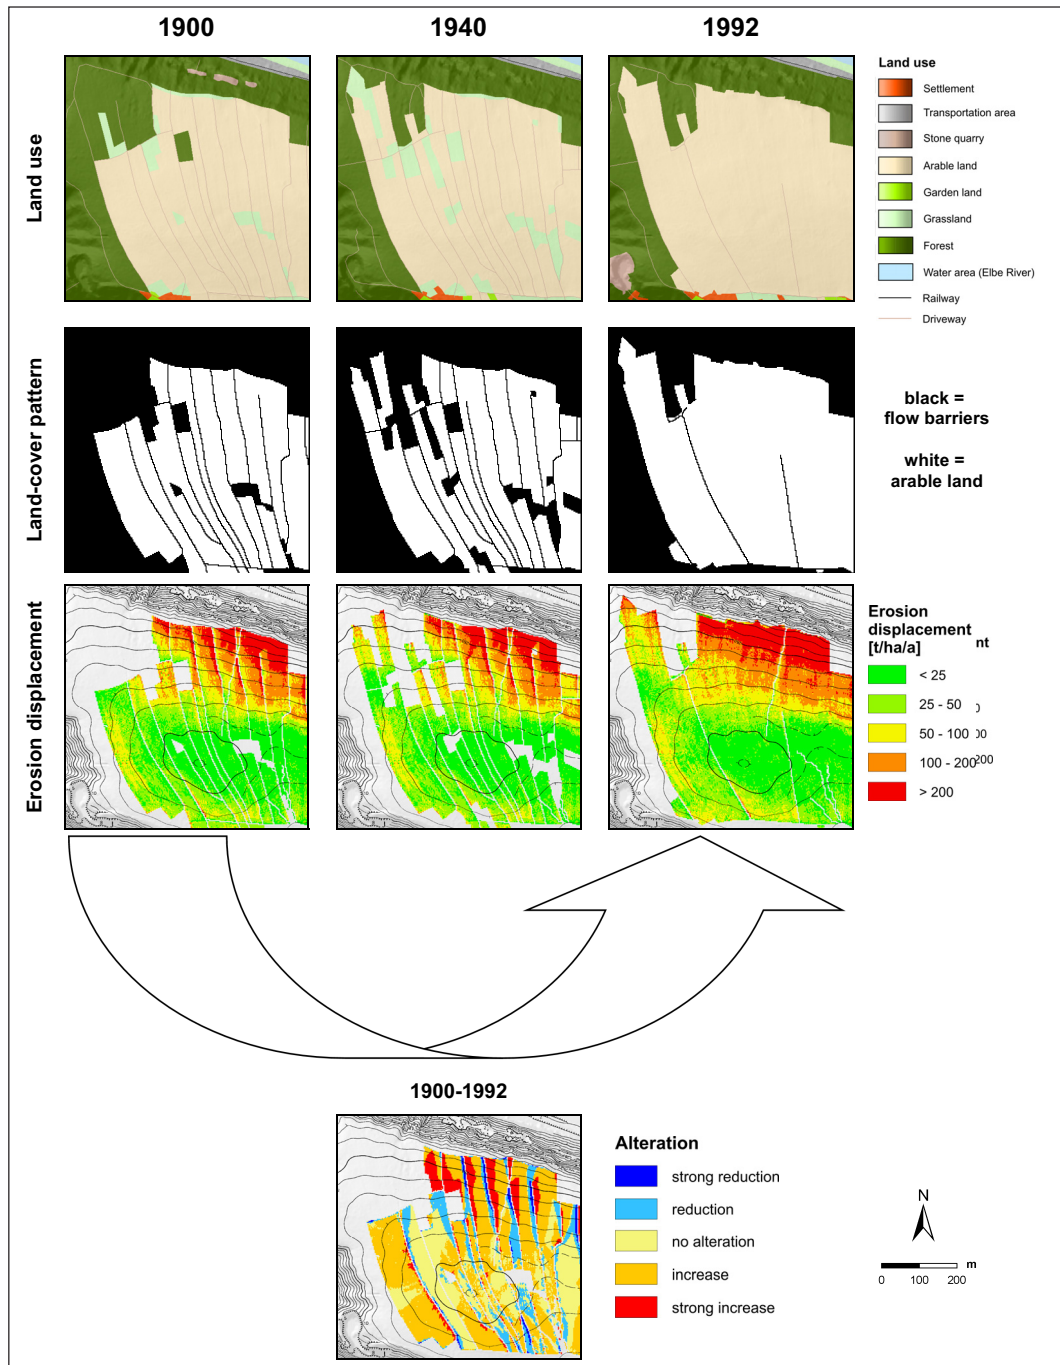 1900
1940
1992
Land use
Land use
Settlement
Transportation area
Stone quarry
Arable land
Garden land
Grassland
Forest
Water area (Elbe River)
Railway
Driveway
Land-cover pattern
black =
flow barriers
white =
arable land
Erosion displacement
Erosion
displacement
[t/ha/a]
nt
< 25
25 - 50
50 - 100
00
100 - 200
200
> 200
1900-1992
Alteration
strong reduction
reduction
no alteration
increase
strong increase
N
m
0 100 200